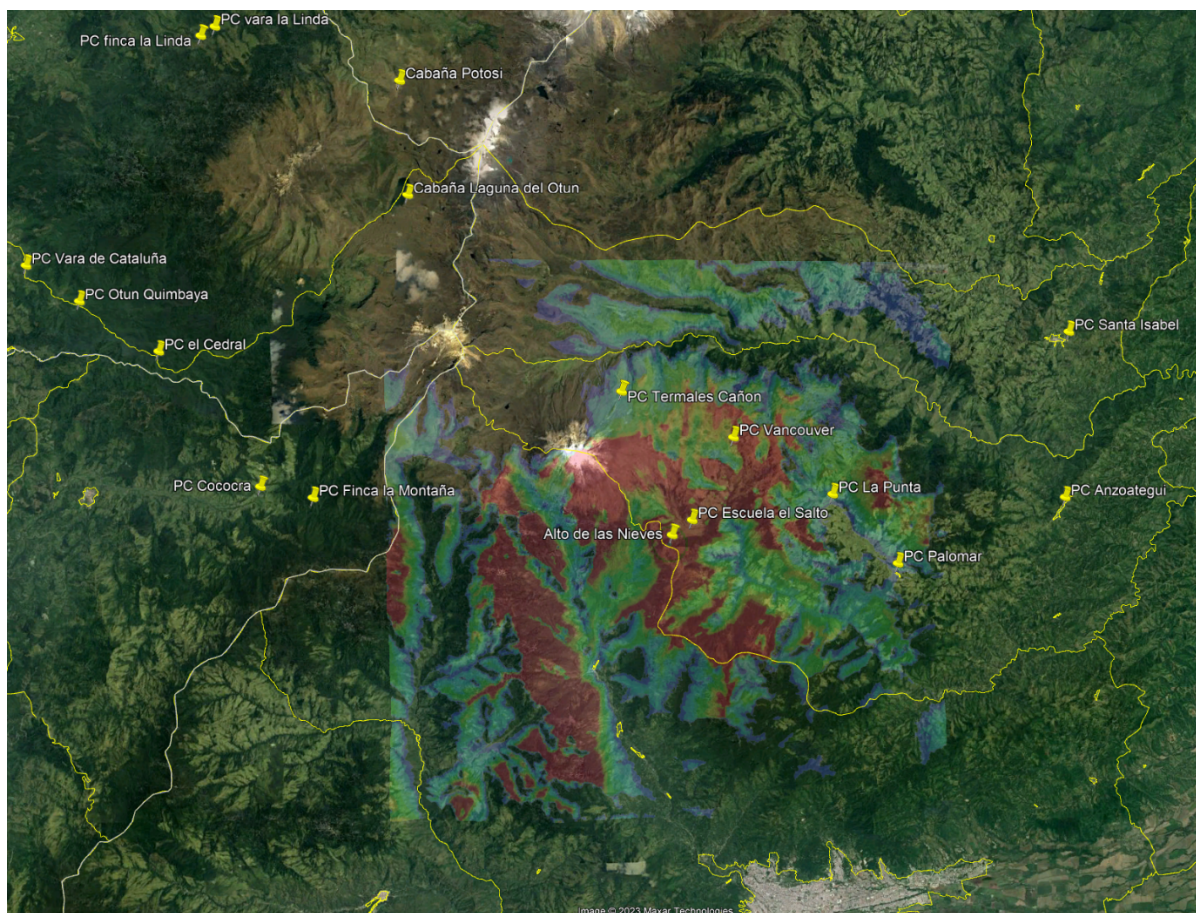 PC vara la Linda
PC finca la Linda
Cabaña Potosi
Cabaña Laguna del Otun
PC Vara de Cataluña
PC Otun Quimbaya
PC Santa Isabel
PC el Cedral
PC Termales Cañon
PC Vancouver
PC Cococra
PC Finca la Montaña
PC La Punta
PC Anzoategui
PC Escuela el Salto
Alto de las Nieves
PC Palomar
Image © 2023 Maxar Technologies